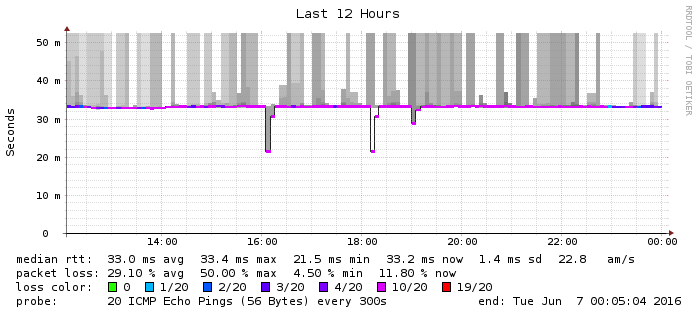 Last 12 Hours
RRDTOOL / TOBI OETIKER
Seconds
50 m
40 m
30 m
20 m
10 m
0
14:00 16:00 18:00 20:00 22:00 00:00
median rtt: 33.0 ms avg 33.4 ms max 21.5 ms min 33.2 ms now 1.4 ms sd 22.8 am/s
packet loss: 29.10 % avg 50.00 % max 4.50 % min 11.80 % now
loss color: 0 1/20 2/20 3/20 4/20 10/20 19/20
probe: 20 ICMP Echo Pings (56 Bytes) every 300s end: Tue Jun 7 00:05:04 2016